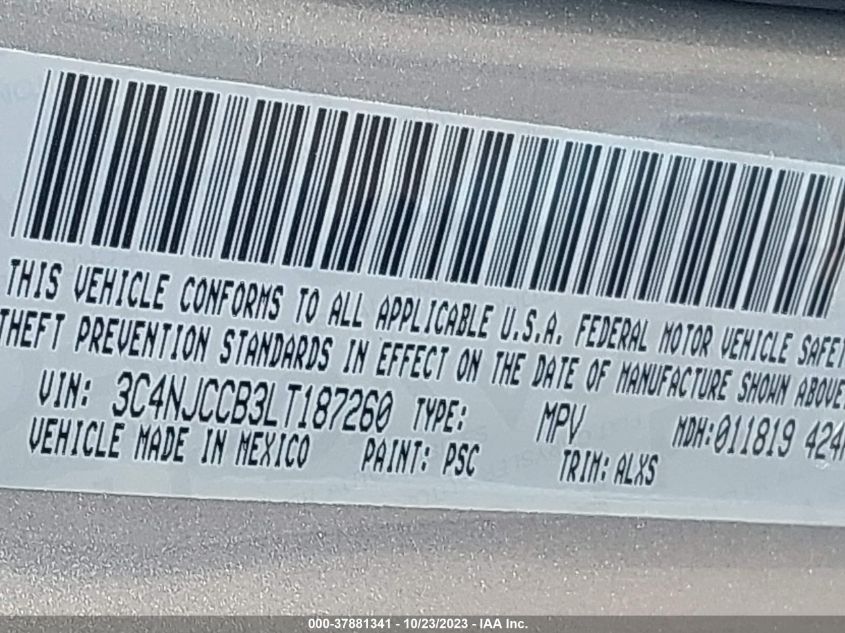 THIS VEHICLE CONFORMS TO ALL APPLICABLE U.S.A. FEDERAL MOTOR VEHICLE SAFET
THEFT PREVENTION STANDARDS IN EFFECT ON THE DATE OF MANUFACTURE SHOWN ABOVE.
VIN: 3C4NJCCB3LT187260 TYPE: MPV MDH:011819 424
VEHICLE MADE IN MEXICO PAINT: PSC TRIM: ALXS
000-37881341 - 10/23/2023 - IAA Inc.